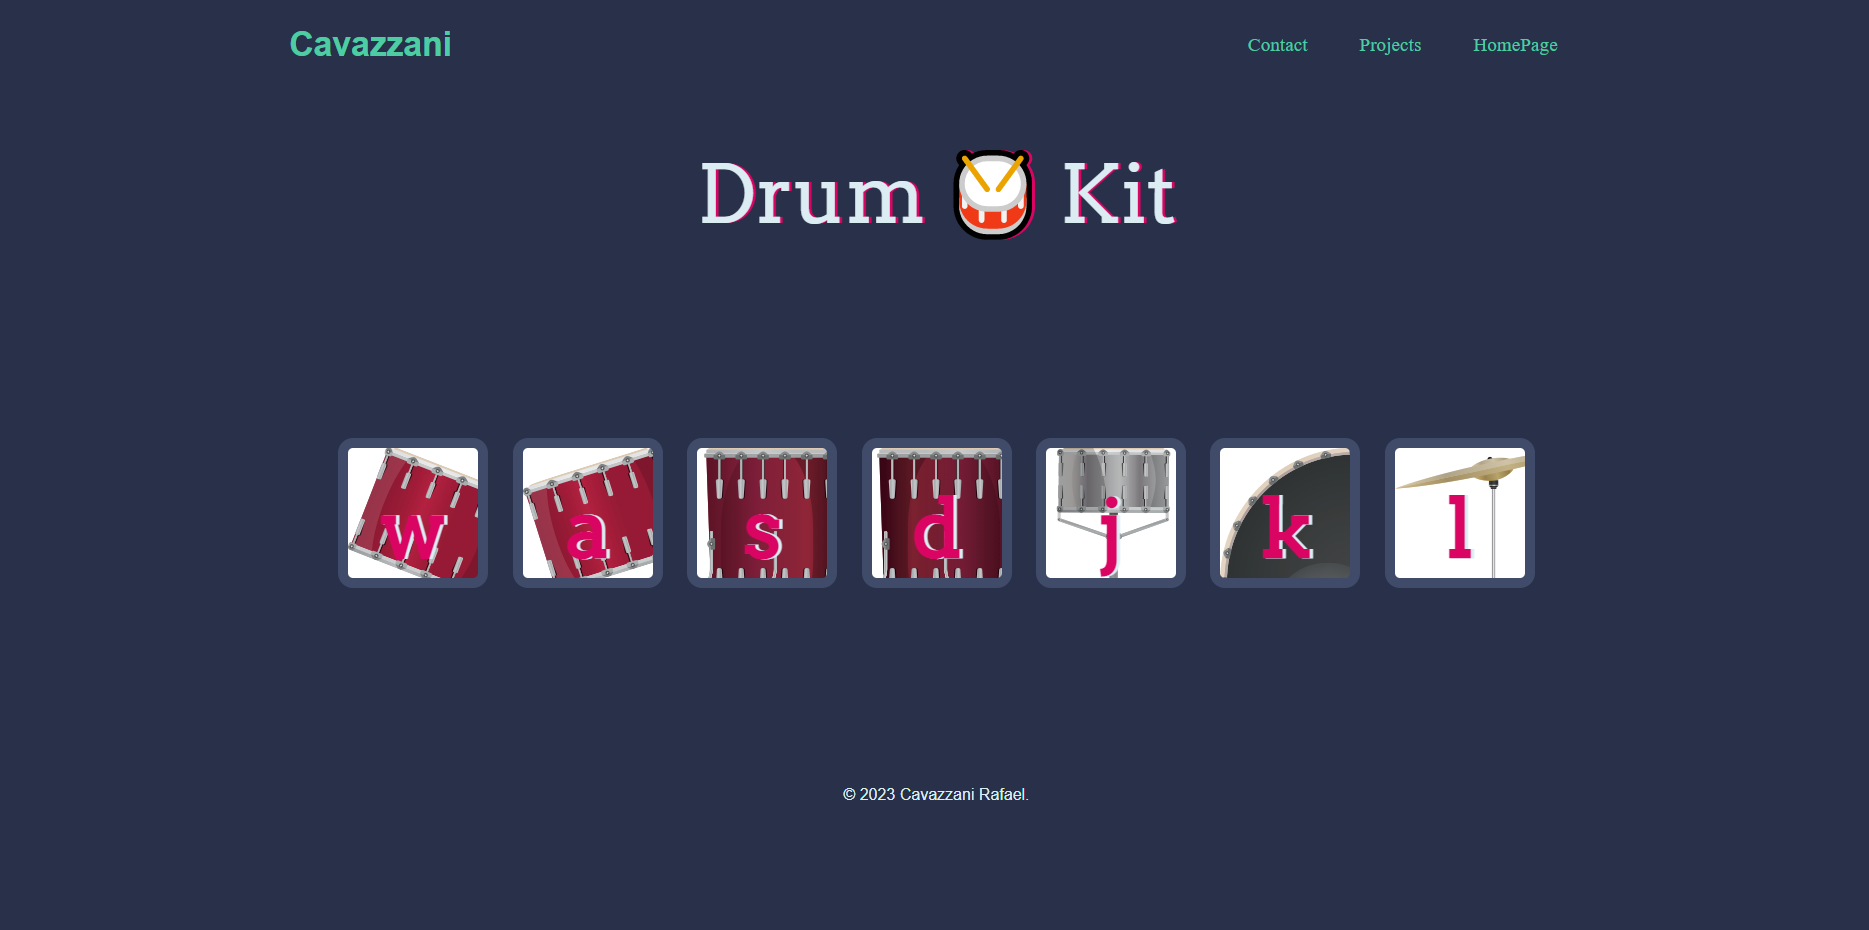 Cavazzani
Contact Projects HomePage
Drum 🥁 Kit
w a s d j k l
© 2023 Cavazzani Rafael.